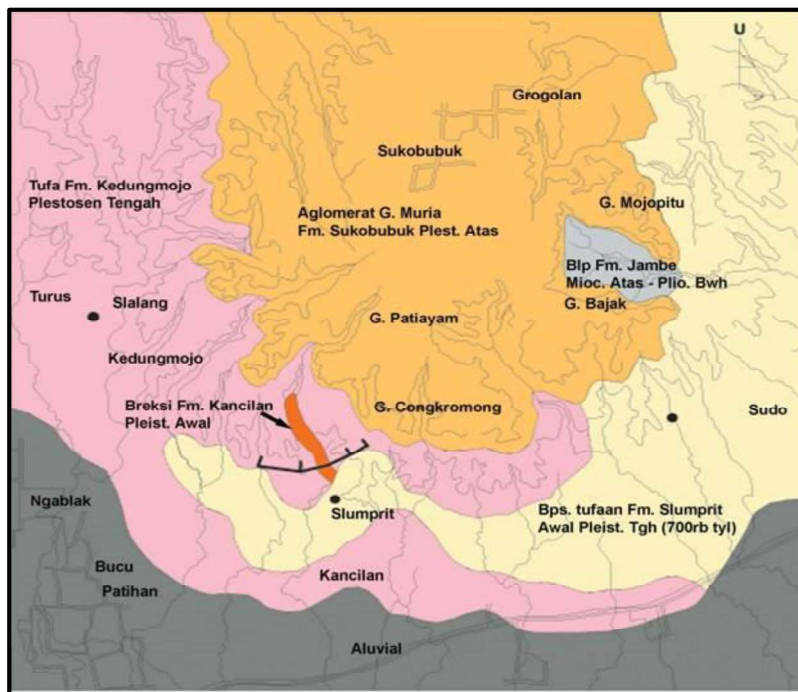 U
Grogolan
Sukobubuk
Tufa Fm. Kedungmojo
Plestosen Tengah
G. Mojopitu
Aglomerat G. Muria
Fm. Sukobubuk Plest. Atas
Blp Fm. Jambe
Mioc. Atas - Plio. Bwh
Turus
Slalang
G. Bajak
G. Patiayam
Kedungmojo
Breksi Fm. Kancilan
Pleist. Awal
G. Congkromong
Sudo
Ngablak
Slumprit
Bps. tufaan Fm. Slumprit
Awal Pleist. Tgh (700rb tyl)
Bucu
Patihan
Kancilan
Aluvial